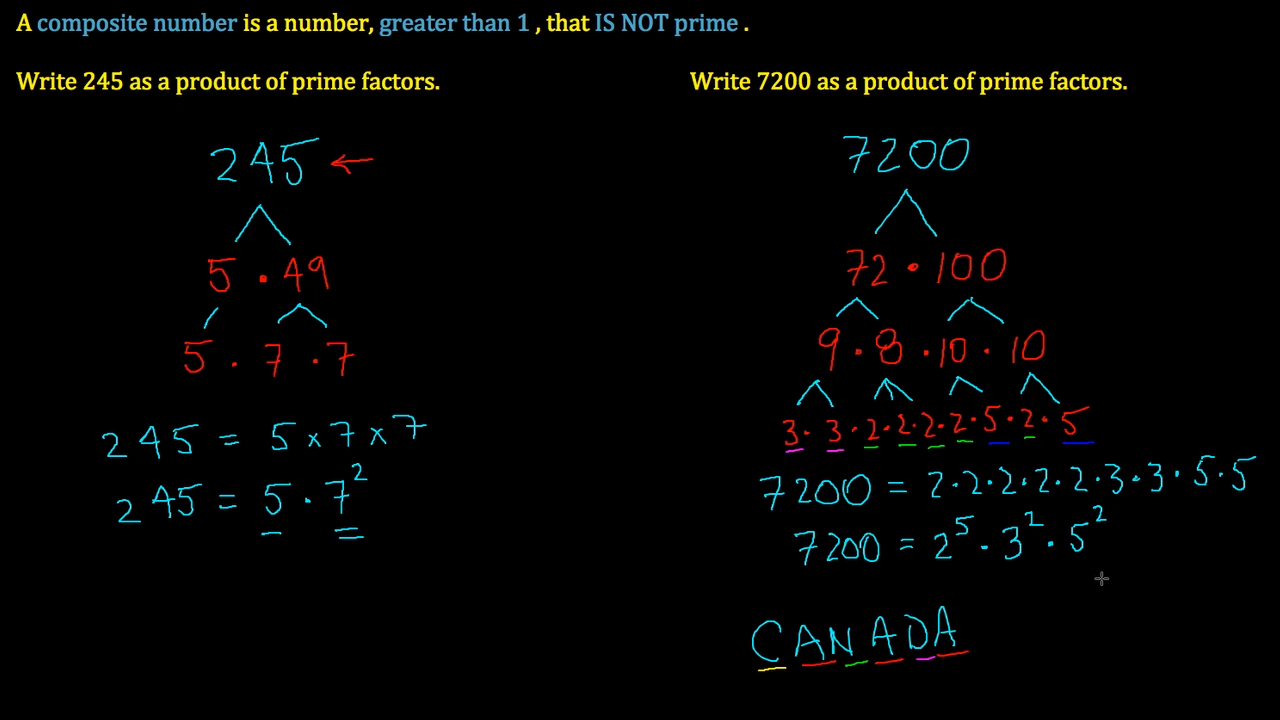 A composite number is a number, greater than 1 , that IS NOT prime .
Write 245 as a product of prime factors.
245 ←
5 . 49
5 . 7 . 7
245 = 5 × 7 × 7
245 = 5 · 7²
Write 7200 as a product of prime factors.
7200
72 · 100
9 · 8 · 10 · 10
3 · 3 · 2 · 2 · 2 · 2 · 5 · 2 · 5
7200 = 2 · 2 · 2 · 2 · 2 · 3 · 3 · 5 · 5
7200 = 2⁵ · 3² · 5²
CANADA